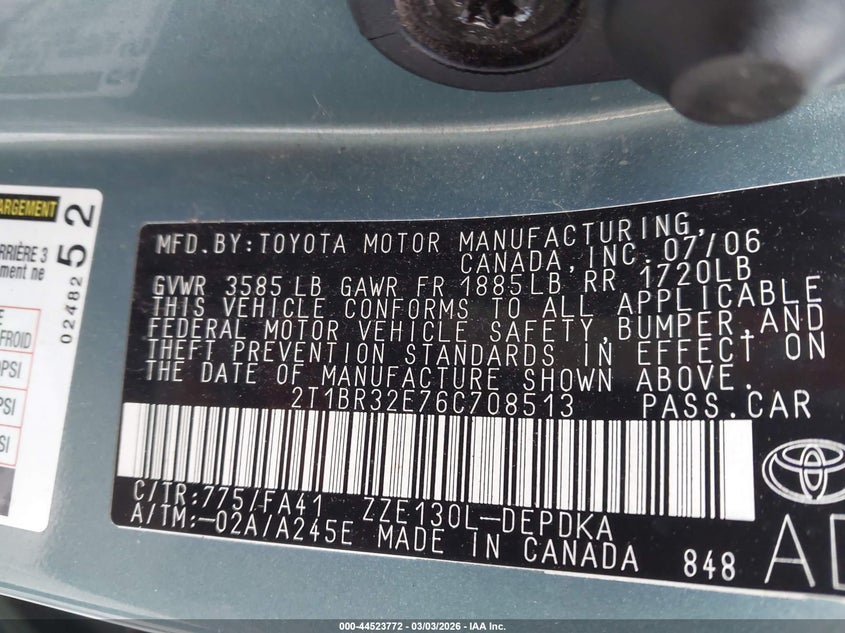 ARGEMENT
RRIÈRE 3
ment ne
E
FROID
PSI
PSI
SI
02482 52
MFD.BY:TOYOTA MOTOR MANUFACTURING,
CANADA,INC.07/06
GVWR 3585LB GAWR FR 1885LB RR 1720LB
THIS VEHICLE CONFORMS TO ALL APPLICABLE
FEDERAL MOTOR VEHICLE SAFETY,BUMPER,AND
THEFT PREVENTION STANDARDS IN EFFECT ON
THE DATE OF MANUFACTURE SHOWN ABOVE.
2T1BR32E76C708513 PASS.CAR
C/TR:775/FA41 ZZE130L-DEPDKA
A/TM:-02A/A245E MADE IN CANADA 848
000-44523772 — 03/03/2026 — IAA Inc.